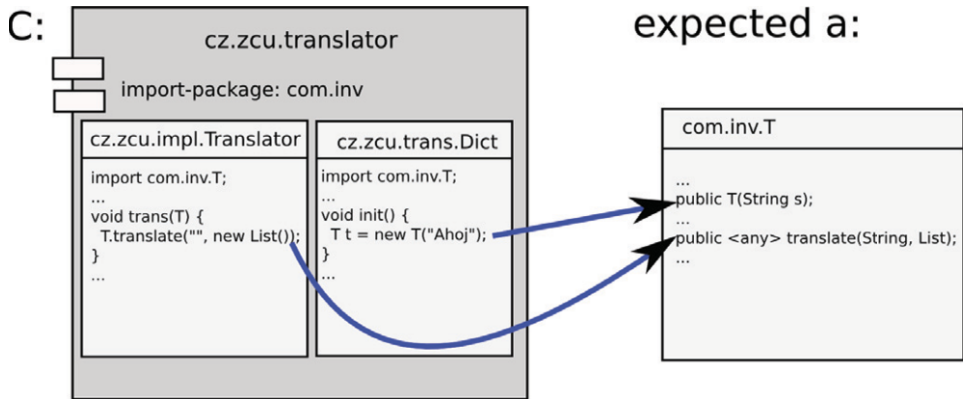 C:
expected a:
cz.zcu.translator
import-package: com.inv
cz.zcu.impl.Translator
import com.inv.T;
...
void trans(T) {
T.translate("", new List());
}
...
cz.zcu.trans.Dict
import com.inv.T;
...
void init() {
T t = new T("Ahoj");
}
...
com.inv.T
...
public T(String s);
...
public <any> translate(String, List);
...